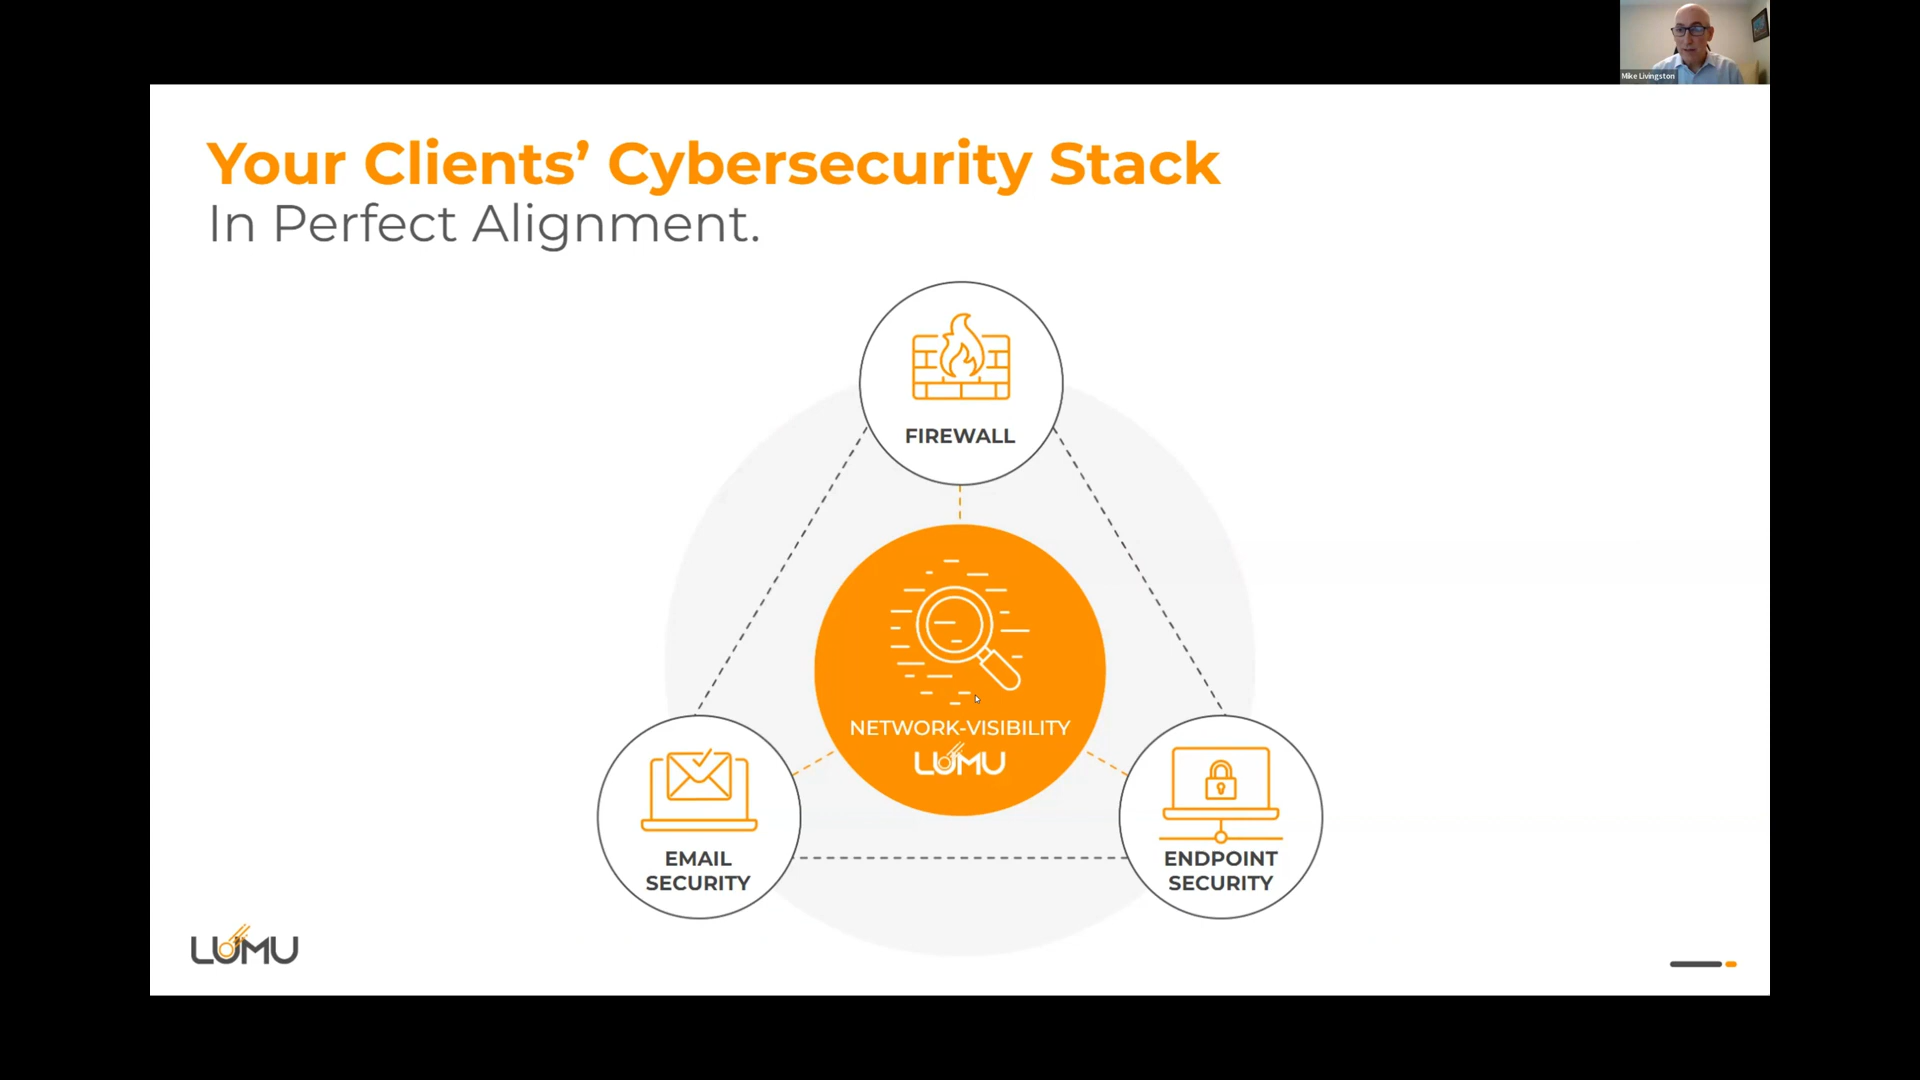 Mike Livingston
Your Clients’ Cybersecurity Stack
In Perfect Alignment.
FIREWALL
NETWORK-VISIBILITY
LUMU
EMAIL
SECURITY
ENDPOINT
SECURITY
LUMU